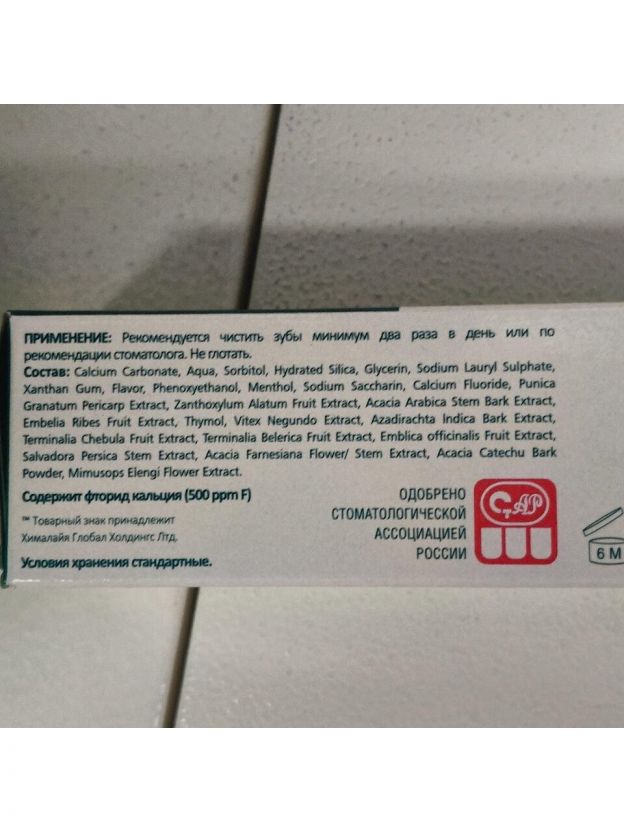 ПРИМЕНЕНИЕ: Рекомендуется чистить зубы минимум два раза в день или по
рекомендации стоматолога. Не глотать.
Состав: Calcium Carbonate, Aqua, Sorbitol, Hydrated Silica, Glycerin, Sodium Lauryl Sulphate,
Xanthan Gum, Flavor, Phenoxyethanol, Menthol, Sodium Saccharin, Calcium Fluoride, Punica
Granatum Pericarp Extract, Zanthoxylum Alatum Fruit Extract, Acacia Arabica Stem Bark Extract,
Embelia Ribes Fruit Extract, Thymol, Vitex Negundo Extract, Azadirachta Indica Bark Extract,
Terminalia Chebula Fruit Extract, Terminalia Belerica Fruit Extract, Emblica officinalis Fruit Extract,
Salvadora Persica Stem Extract, Acacia Farnesiana Flower/ Stem Extract, Acacia Catechu Bark
Powder, Mimusops Elengi Flower Extract.
Содержит фторид кальция (500 ppm F)
™ Товарный знак принадлежит
Хималайя Глобал Холдингс Лтд.
Условия хранения стандартные.
ОДОБРЕНО
СТОМАТОЛОГИЧЕСКОЙ
АССОЦИАЦИЕЙ
РОССИИ
СтАР
6 M